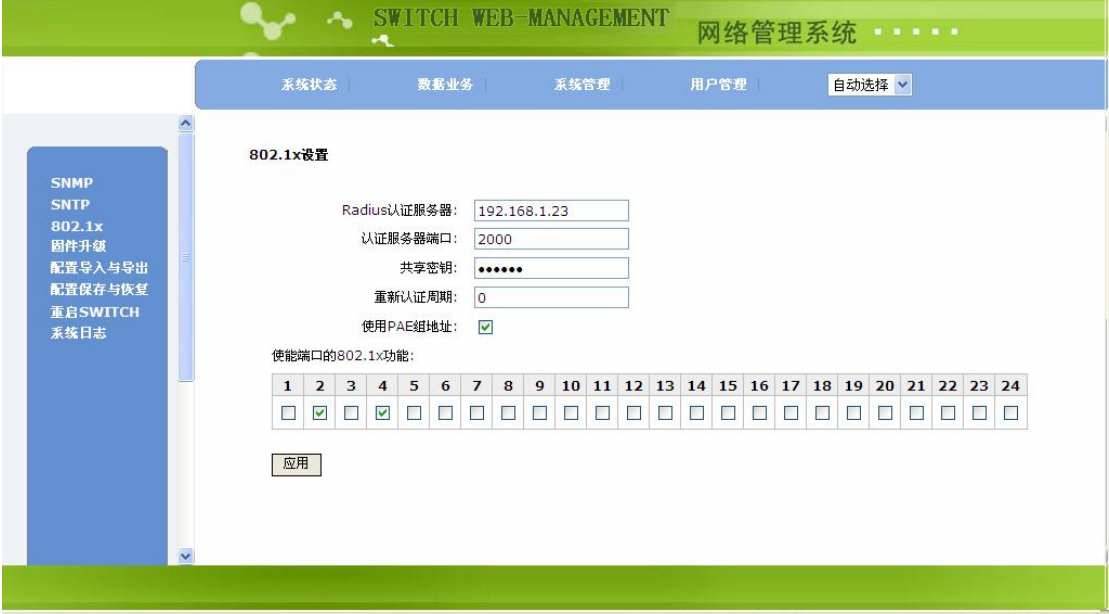 SWITCH WEB-MANAGEMENT
网络管理系统
系统状态 数据业务 系统管理 用户管理 自动选择
802.1x设置
SNMP
SNTP
802.1x
固件升级
配置导入与导出
配置保存与恢复
重启SWITCH
系统日志
Radius认证服务器: 192.168.1.23
认证服务器端口: 2000
共享密钥: ●●●●●●
重新认证周期: 0
使用PAE组地址:
使能端口的802.1x功能:
1 2 3 4 5 6 7 8 9 10 11 12 13 14 15 16 17 18 19 20 21 22 23 24
应用